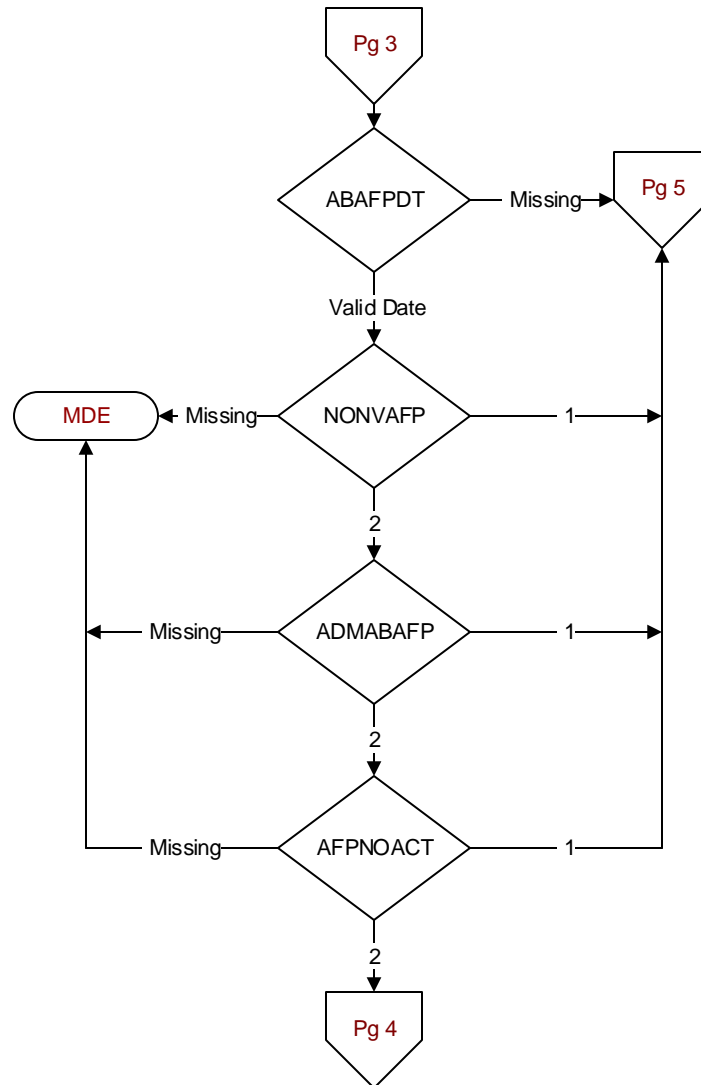 Pg 3
ABAFPDT
Missing
Pg 5
Valid Date
MDE
Missing
NONVAFP
1
2
Missing
ADMABAFP
1
2
Missing
AFPNOACT
1
2
Pg 4